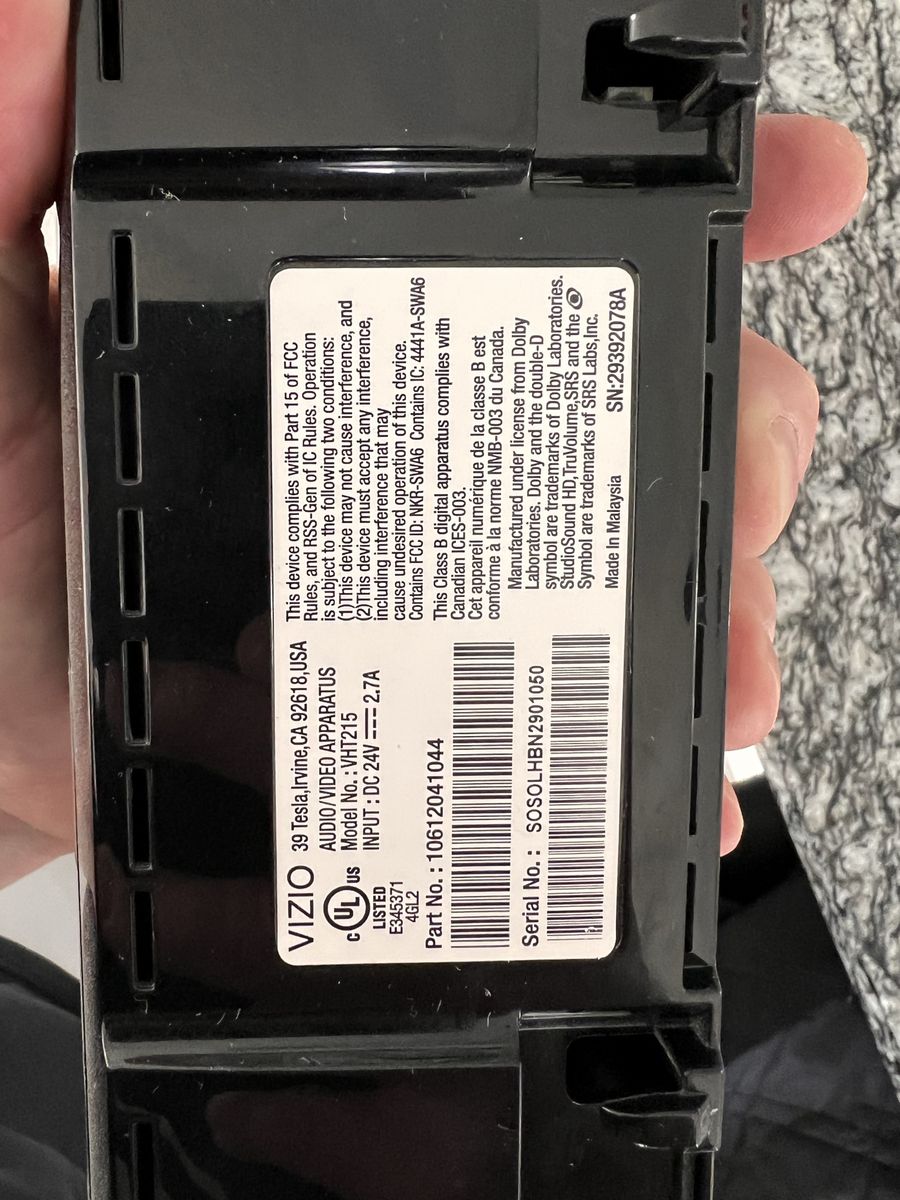 VIZIO
39 Tesla,Irvine,CA 92618,USA
AUDIO/VIDEO APPARATUS
Model No. : VHT215
INPUT : DC 24V ⎓ 2.7A
C UL US
LISTED
E345371
4GL2
Part No. : 10612041044
Serial No. : SOSOLHBN2901050
This device complies with Part 15 of FCC
Rules, and RSS-Gen of IC Rules. Operation
is subject to the following two conditions:
(1)This device may not cause interference, and
(2)This device must accept any interference,
including interference that may
cause undesired operation of this device.
Contains FCC ID: NKR-SWA6 Contains IC: 4441A-SWA6
This Class B digital apparatus complies with
Canadian ICES-003.
Cet appareil numérique de la classe B est
conforme à la norme NMB-003 du Canada.
Manufactured under license from Dolby
Laboratories. Dolby and the double-D
symbol are trademarks of Dolby Laboratories.
StudioSound HD,TruVolume,SRS and the
Symbol are trademarks of SRS Labs,Inc.
Made In Malaysia SN:29392078A